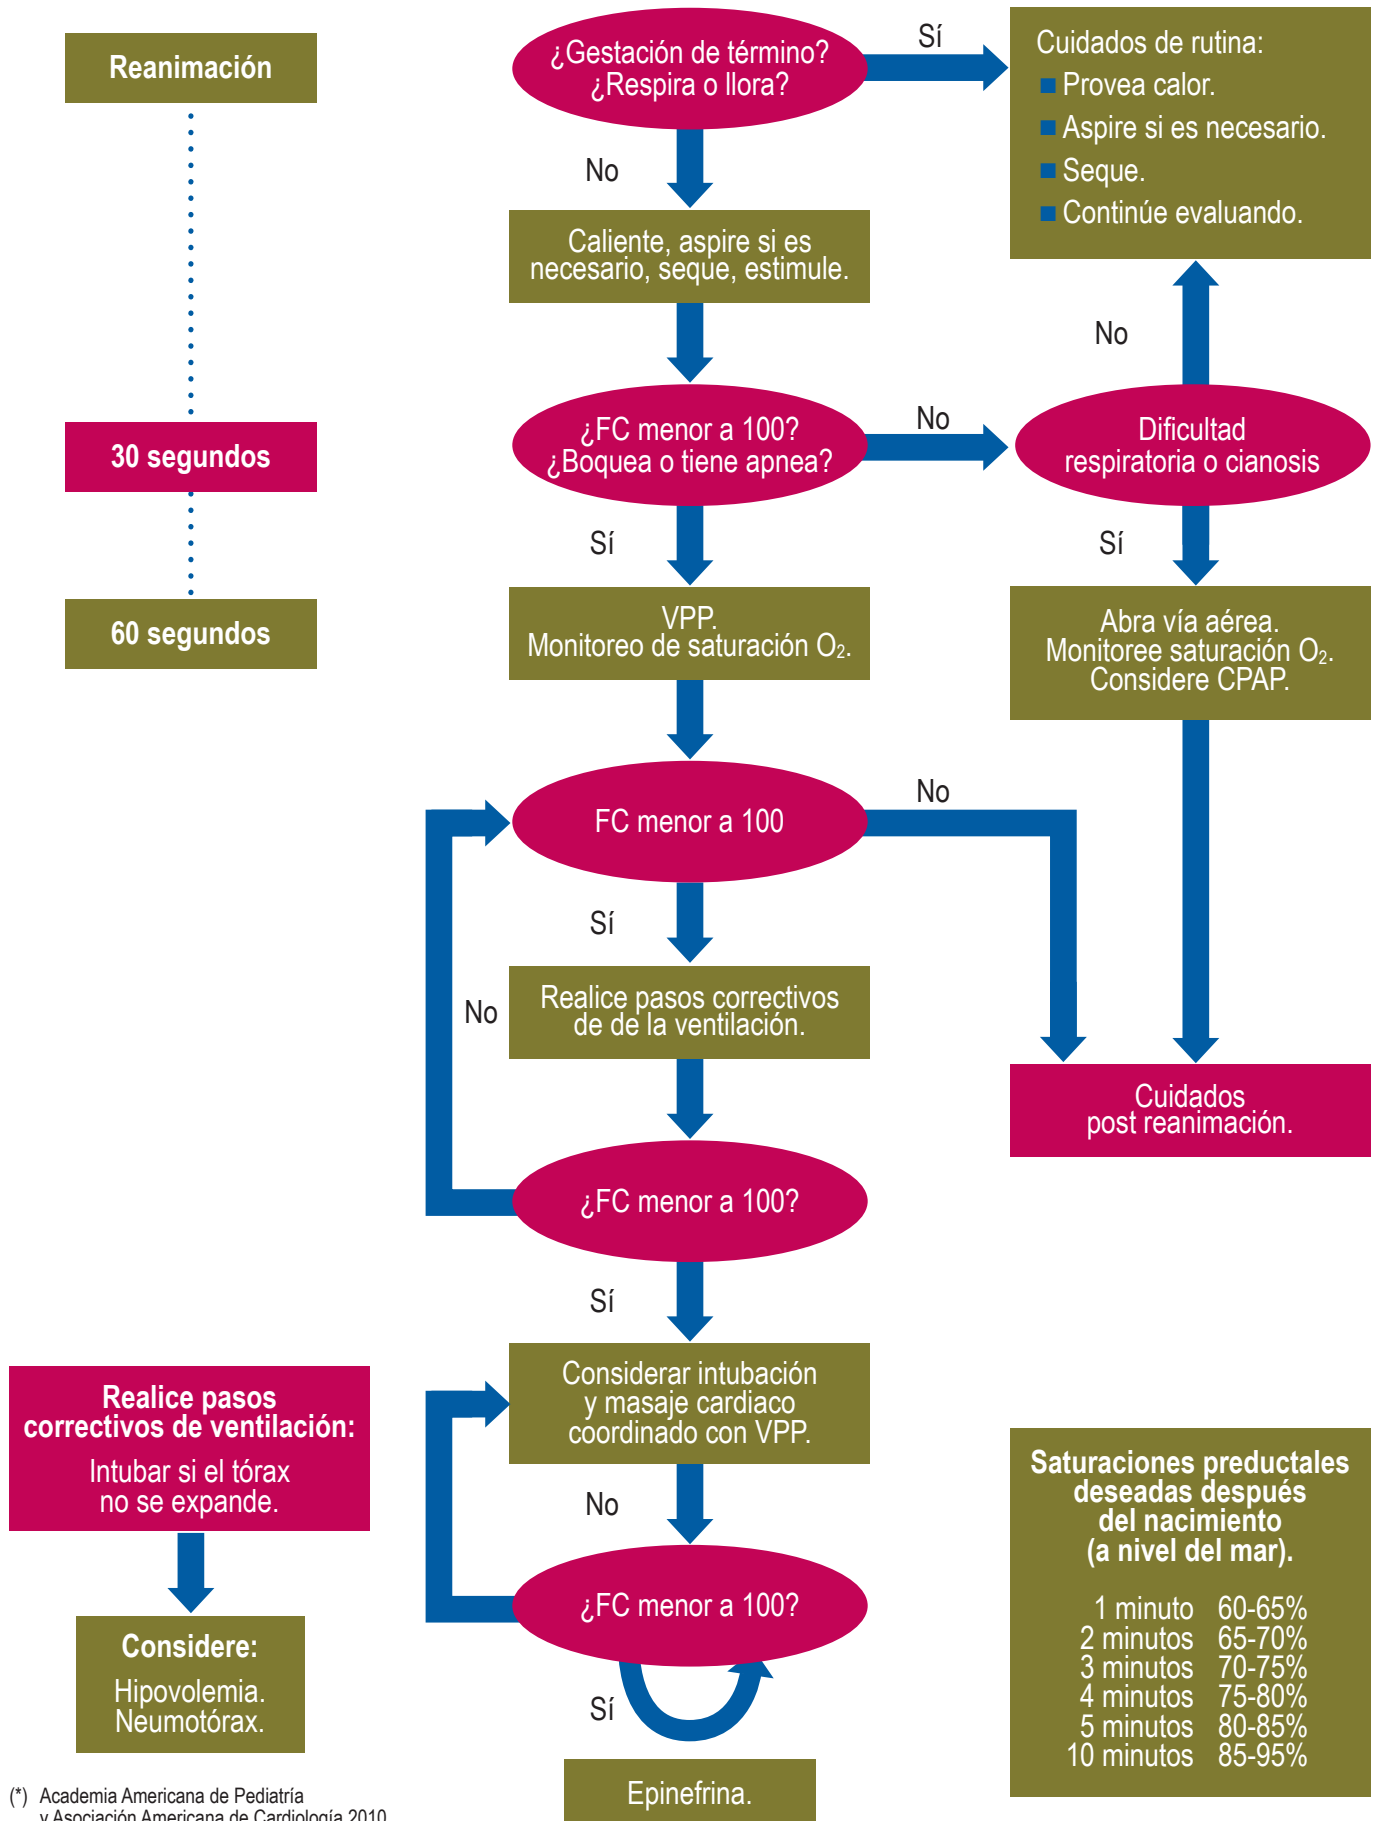 Reanimación
¿Gestación de término?
¿Respira o llora?
Sí
Cuidados de rutina:
Provea calor.
Aspire si es necesario.
Seque.
Continúe evaluando.
No
Caliente, aspire si es
necesario, seque, estimule.
No
30 segundos
¿FC menor a 100?
¿Boquea o tiene apnea?
No
Dificultad
respiratoria o cianosis
Sí
Sí
60 segundos
VPP.
Monitoreo de saturación O₂.
Abra vía aérea.
Monitoree saturación O₂.
Considere CPAP.
FC menor a 100
No
Sí
No
Realice pasos correctivos
de de la ventilación.
Cuidados
post reanimación.
¿FC menor a 100?
Sí
Realice pasos
correctivos de ventilación:
Intubar si el tórax
no se expande.
Considerar intubación
y masaje cardiaco
coordinado con VPP.
No
¿FC menor a 100?
Sí
Epinefrina.
Considere:
Hipovolemia.
Neumotórax.
Saturaciones preductales
deseadas después
del nacimiento
(a nivel del mar).
1 minuto 60-65%
2 minutos 65-70%
3 minutos 70-75%
4 minutos 75-80%
5 minutos 80-85%
10 minutos 85-95%
(*) Academia Americana de Pediatría
y Asociación Americana de Cardiología 2010